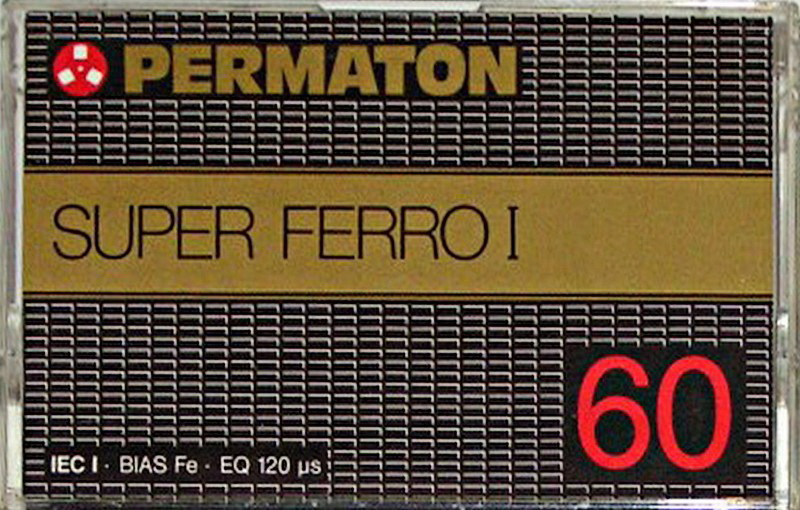 PERMATON
SUPER FERRO I
60
IEC I · BIAS Fe · EQ 120 µs